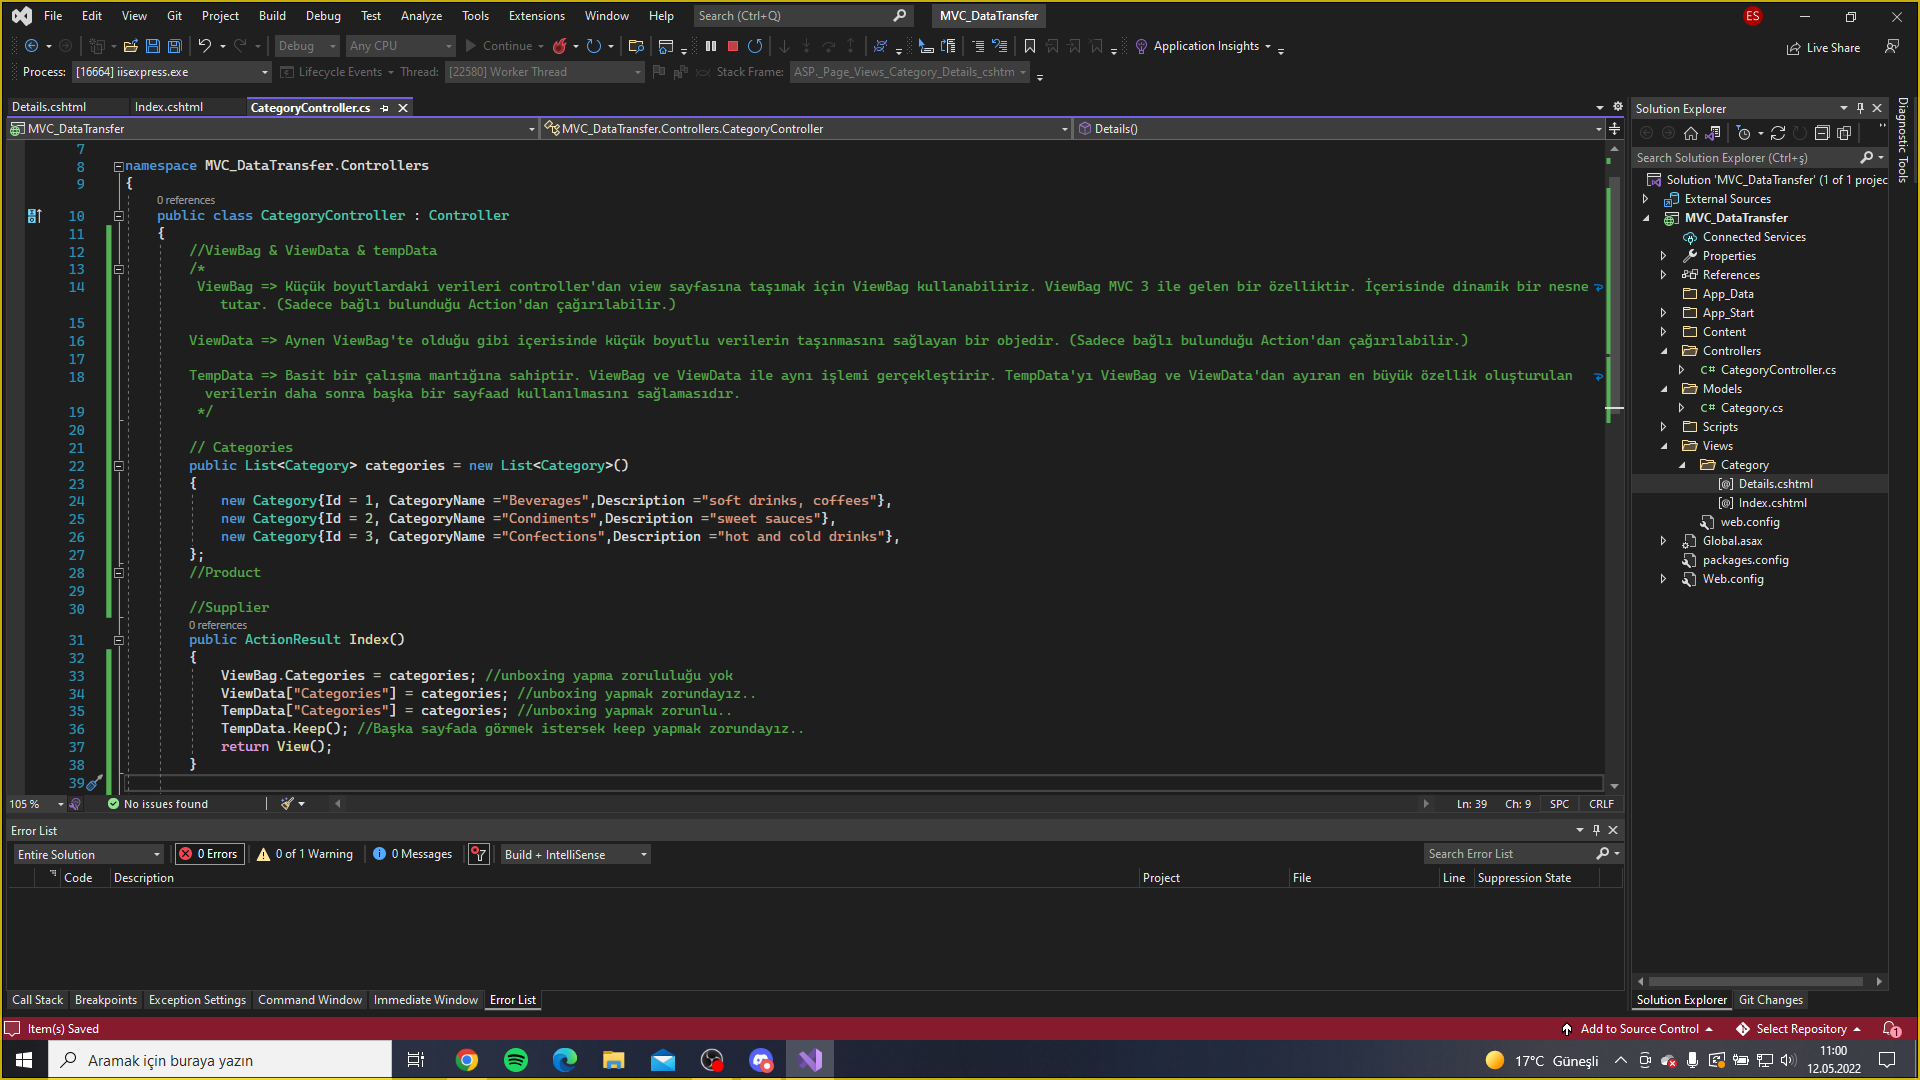 File Edit View Git Project Build Debug Test Analyze Tools Extensions Window Help Search (Ctrl+Q) MVC_DataTransfer ES
Debug Any CPU Continue Application Insights Live Share
Process: [16664] iisexpress.exe Lifecycle Events Thread: [22580] Worker Thread Stack Frame: ASP._Page_Views_Category_Details_cshtm
Details.cshtml Index.cshtml CategoryController.cs
MVC_DataTransfer MVC_DataTransfer.Controllers.CategoryController Details()
7
8 namespace MVC_DataTransfer.Controllers
9 {
0 references
10 public class CategoryController : Controller
11 {
12 //ViewBag & ViewData & tempData
13 /*
14 ViewBag => Küçük boyutlardaki verileri controller'dan view sayfasına taşımak için ViewBag kullanabiliriz. ViewBag MVC 3 ile gelen bir özelliktir. İçerisinde dinamik bir nesne
tutar. (Sadece bağlı bulunduğu Action'dan çağırılabilir.)
15
16 ViewData => Aynen ViewBag'te olduğu gibi içerisinde küçük boyutlu verilerin taşınmasını sağlayan bir objedir. (Sadece bağlı bulunduğu Action'dan çağırılabilir.)
17
18 TempData => Basit bir çalışma mantığına sahiptir. ViewBag ve ViewData ile aynı işlemi gerçekleştirir. TempData'yı ViewBag ve ViewData'dan ayıran en büyük özellik oluşturulan
verilerin daha sonra başka bir sayfaad kullanılmasını sağlamasıdır.
19 */
20
21 // Categories
22 public List<Category> categories = new List<Category>()
23 {
24 new Category{Id = 1, CategoryName ="Beverages",Description ="soft drinks, coffees"},
25 new Category{Id = 2, CategoryName ="Condiments",Description ="sweet sauces"},
26 new Category{Id = 3, CategoryName ="Confections",Description ="hot and cold drinks"},
27 };
28 //Product
29
30 //Supplier
0 references
31 public ActionResult Index()
32 {
33 ViewBag.Categories = categories; //unboxing yapma zorululuğu yok
34 ViewData["Categories"] = categories; //unboxing yapmak zorundayız..
35 TempData["Categories"] = categories; //unboxing yapmak zorunlu..
36 TempData.Keep(); //Başka sayfada görmek istersek keep yapmak zorundayız..
37 return View();
38 }
39
105 % No issues found Ln: 39 Ch: 9 SPC CRLF
Error List
Entire Solution 0 Errors 0 of 1 Warning 0 Messages Build + IntelliSense Search Error List
Code Description Project File Line Suppression State
Call Stack Breakpoints Exception Settings Command Window Immediate Window Error List
Solution Explorer
Search Solution Explorer (Ctrl+ş)
Solution 'MVC_DataTransfer' (1 of 1 projec
External Sources
MVC_DataTransfer
Connected Services
Properties
References
App_Data
App_Start
Content
Controllers
C# CategoryController.cs
Models
C# Category.cs
Scripts
Views
Category
Details.cshtml
Index.cshtml
web.config
Global.asax
packages.config
Web.config
Solution Explorer Git Changes
Diagnostic Tools
Item(s) Saved Add to Source Control Select Repository 1
Aramak için buraya yazın 17°C Güneşli 11:00
12.05.2022